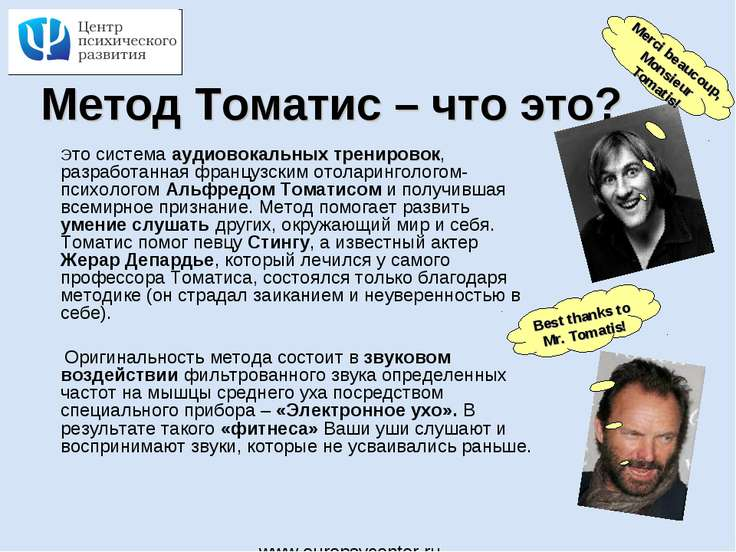 Центр
психического
развития
Merci beaucoup,
Monsieur
Tomatis!
Метод Томатис – что это?
Это система аудиовокальных тренировок,
разработанная французским отоларингологом-
психологом Альфредом Томатисом и получившая
всемирное признание. Метод помогает развить
умение слушать других, окружающий мир и себя.
Томатис помог певцу Стингу, а известный актер
Жерар Депардье, который лечился у самого
профессора Томатиса, состоялся только благодаря
методике (он страдал заиканием и неуверенностью в
себе).
Best thanks to
Mr. Tomatis!
Оригинальность метода состоит в звуковом
воздействии фильтрованного звука определенных
частот на мышцы среднего уха посредством
специального прибора – «Электронное ухо». В
результате такого «фитнеса» Ваши уши слушают и
воспринимают звуки, которые не усваивались раньше.